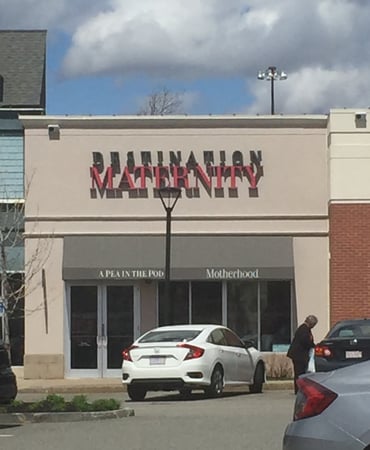 DESTINATION
MATERNITY
A PEA IN THE POD Motherhood